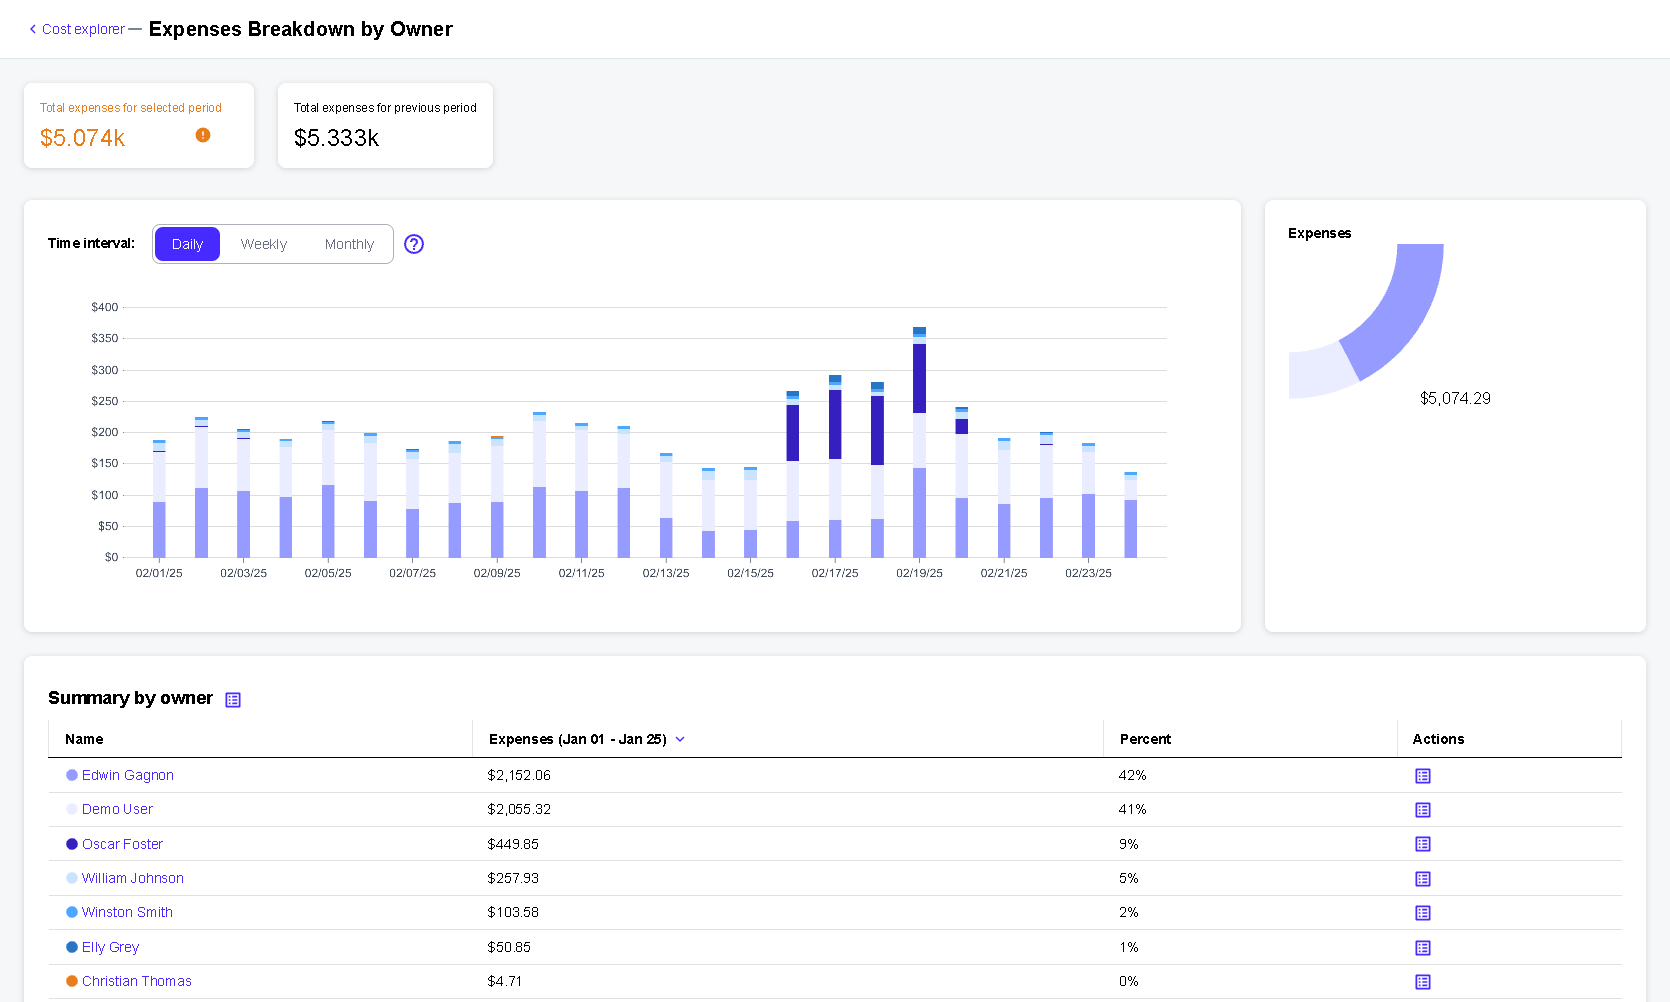 Cost explorer — Expenses Breakdown by Owner
Total expenses for selected period
$5.074k
Total expenses for previous period
$5.333k
Time interval: Daily Weekly Monthly
$400
$350
$300
$250
$200
$150
$100
$50
$0
02/01/25 02/03/25 02/05/25 02/07/25 02/09/25 02/11/25 02/13/25 02/15/25 02/17/25 02/19/25 02/21/25 02/23/25
Expenses
$5,074.29
Summary by owner
Name Expenses (Jan 01 - Jan 25) Percent Actions
Edwin Gagnon $2,152.06 42%
Demo User $2,055.32 41%
Oscar Foster $449.85 9%
William Johnson $257.93 5%
Winston Smith $103.58 2%
Elly Grey $50.85 1%
Christian Thomas $4.71 0%